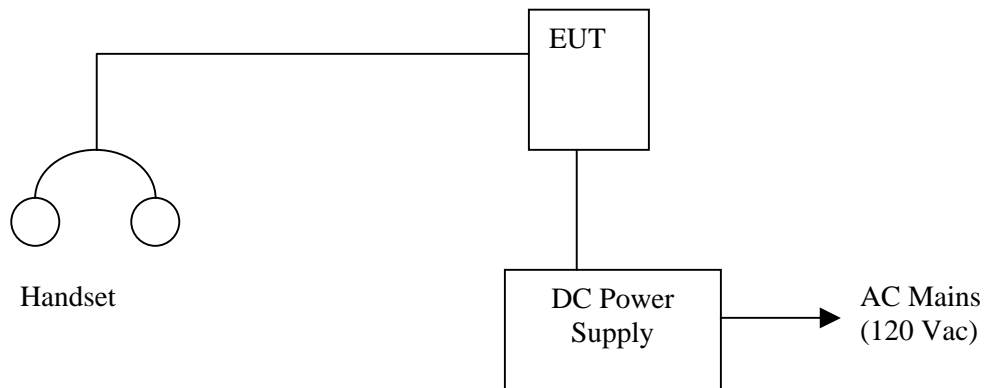 EUT
Handset
DC Power
Supply
AC Mains
(120 Vac)